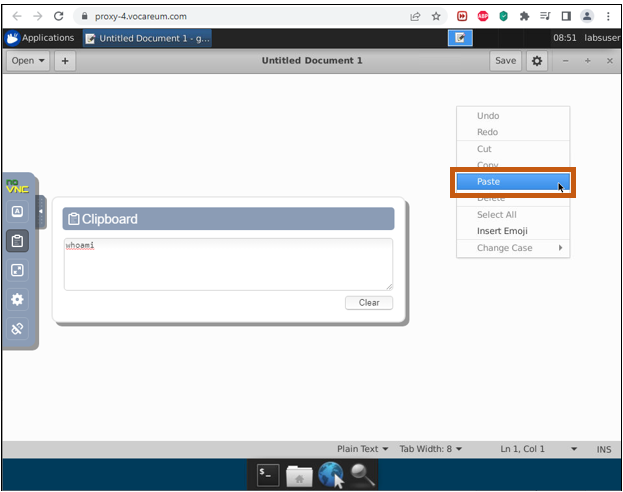 proxy-4.vocareum.com
ABP
Applications
Untitled Document 1 - g...
08:51
labsuser
Open
+
Untitled Document 1
Save
Undo
Redo
Cut
Copy
Paste
Delete
Select All
Insert Emoji
Change Case
no
VNC
A
Clipboard
whoami
Clear
Plain Text
Tab Width: 8
Ln 1, Col 1
INS
$_